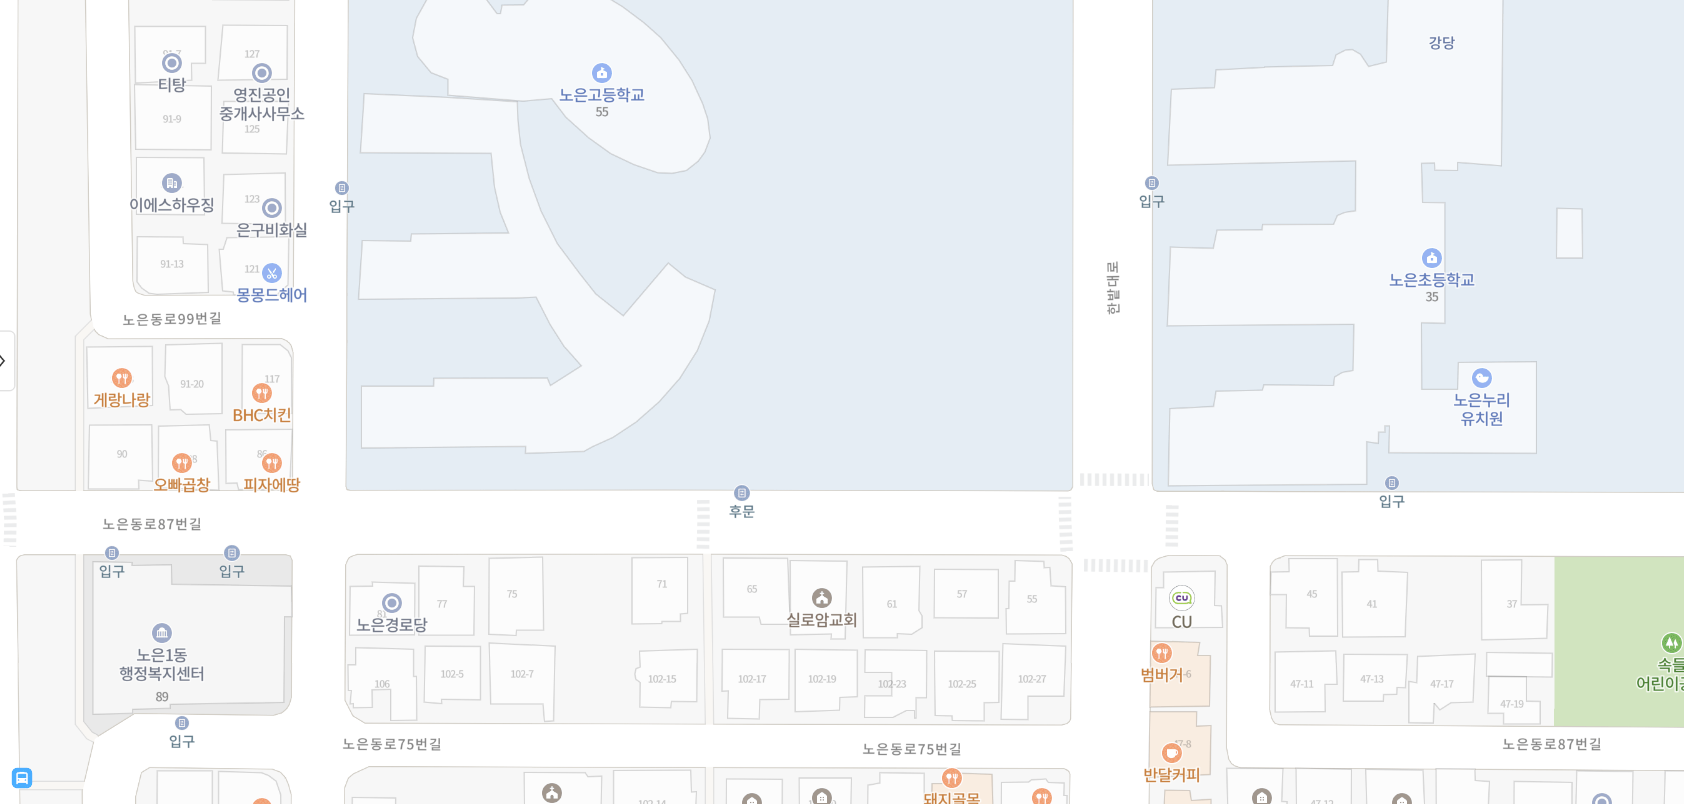 강당
127
티탕
영진공인
중개사사무소
노은고등학교
55
91-9
125
이에스하우징
입구
입구
123
은구비화실
91-13
121
몽몽드헤어
노은초등학교
35
한밭대로
노은동로99번길
게랑나랑
91-20
117
BHC치킨
노은누리
유치원
90
오빠곱창
피자에땅
후문
입구
노은동로87번길
입구
입구
노은1동
행정복지센터
89
입구
노은경로당
77
75
71
65
실로암교회
61
57
55
CU
45
41
37
106
102-5
102-7
102-15
102-17
102-19
102-23
102-25
102-27
범버거
47-11
47-13
47-17
47-19
노은동로75번길
노은동로75번길
반달커피
노은동로87번길
돼지골목